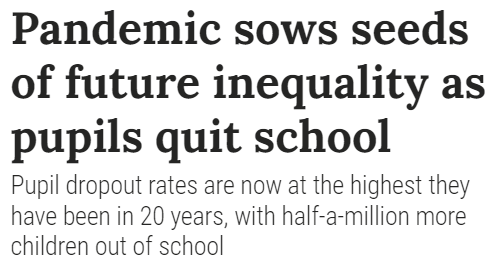 Pandemic sows seeds
of future inequality as
pupils quit school
Pupil dropout rates are now at the highest they
have been in 20 years, with half-a-million more
children out of school